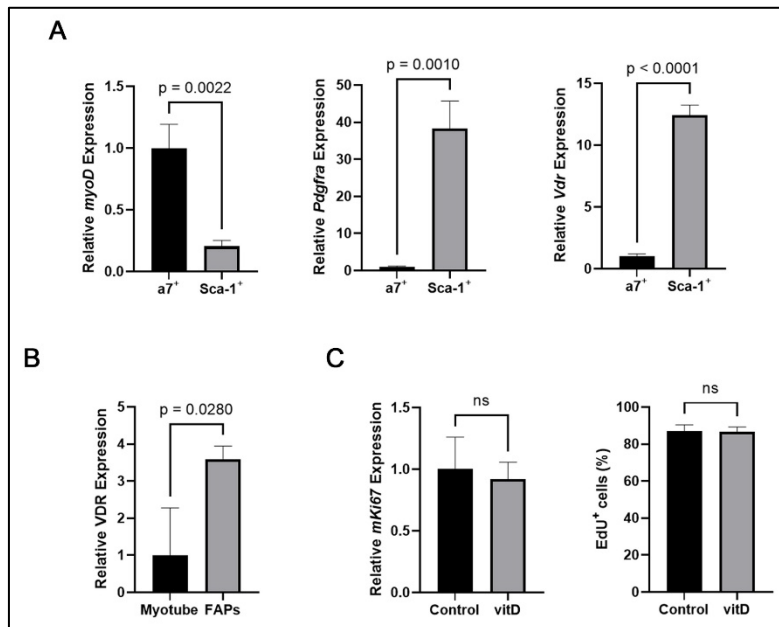 A
Relative myoD Expression
1.5
1.0
0.5
0.0
p = 0.0022
a7⁺ Sca-1⁺
Relative Pdgfra Expression
50
40
30
20
10
0
p = 0.0010
a7⁺ Sca-1⁺
Relative Vdr Expression
15
10
5
0
p < 0.0001
a7⁺ Sca-1⁺
B
Relative VDR Expression
5
4
3
2
1
0
p = 0.0280
Myotube FAPs
C
Relative mKi67 Expression
1.5
1.0
0.5
0.0
ns
Control vitD
EdU⁺ cells (%)
100
80
60
40
20
0
ns
Control vitD